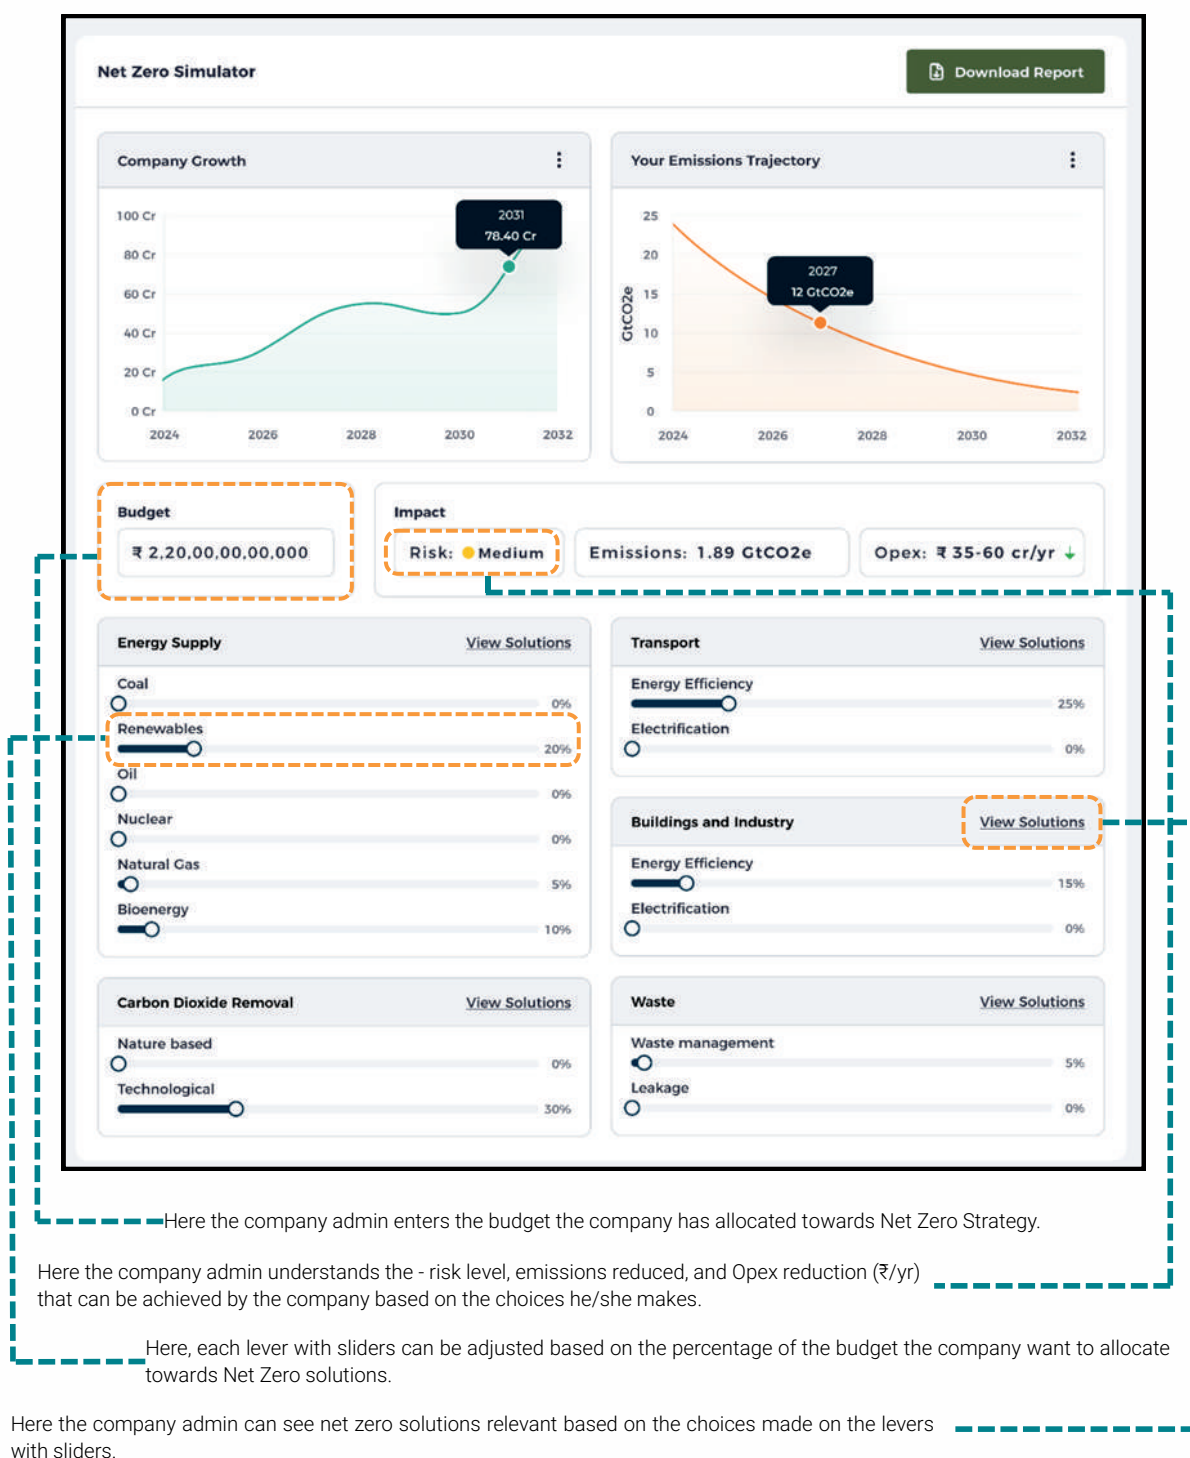 Net Zero Simulator
Download Report
Company Growth
100 Cr
80 Cr
60 Cr
40 Cr
20 Cr
0 Cr
2031
78.40 Cr
2024 2026 2028 2030 2032
Your Emissions Trajectory
GtCO2e
25
20
15
10
5
0
2027
12 GtCO2e
2024 2026 2028 2030 2032
Budget
₹ 2,20,00,00,00,000
Impact
Risk: Medium
Emissions: 1.89 GtCO2e
Opex: ₹ 35-60 cr/yr ↓
Energy Supply View Solutions
Coal
0%
Renewables
20%
Oil
0%
Nuclear
0%
Natural Gas
5%
Bioenergy
10%
Transport View Solutions
Energy Efficiency
25%
Electrification
0%
Buildings and Industry View Solutions
Energy Efficiency
15%
Electrification
0%
Carbon Dioxide Removal View Solutions
Nature based
0%
Technological
30%
Waste View Solutions
Waste management
5%
Leakage
0%
Here the company admin enters the budget the company has allocated towards Net Zero Strategy.
Here the company admin understands the - risk level, emissions reduced, and Opex reduction (₹/yr)
that can be achieved by the company based on the choices he/she makes.
Here, each lever with sliders can be adjusted based on the percentage of the budget the company want to allocate
towards Net Zero solutions.
Here the company admin can see net zero solutions relevant based on the choices made on the levers
with sliders.